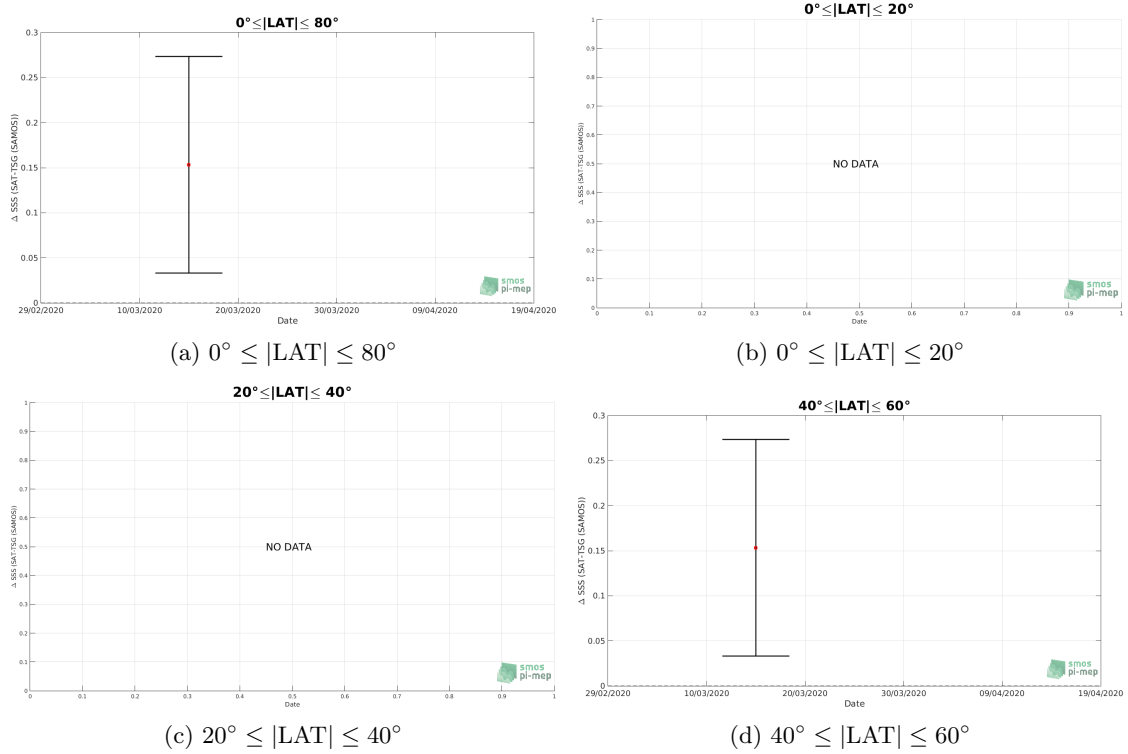 0°≤|LAT|≤ 80°
0.3
0.25
0.2
0.15
0.1
0.05
0
Δ SSS (SAT-TSG (SAMOS))
29/02/2020 10/03/2020 20/03/2020 30/03/2020 09/04/2020 19/04/2020
Date
smos
pi-mep
(a) 0° ≤ |LAT| ≤ 80°
0°≤|LAT|≤ 20°
1
0.9
0.8
0.7
0.6
0.5
0.4
0.3
0.2
0.1
0
Δ SSS (SAT-TSG (SAMOS))
NO DATA
0 0.1 0.2 0.3 0.4 0.5 0.6 0.7 0.8 0.9 1
Date
smos
pi-mep
(b) 0° ≤ |LAT| ≤ 20°
20°≤|LAT|≤ 40°
1
0.9
0.8
0.7
0.6
0.5
0.4
0.3
0.2
0.1
0
Δ SSS (SAT-TSG (SAMOS))
NO DATA
0 0.1 0.2 0.3 0.4 0.5 0.6 0.7 0.8 0.9 1
Date
smos
pi-mep
(c) 20° ≤ |LAT| ≤ 40°
40°≤|LAT|≤ 60°
0.3
0.25
0.2
0.15
0.1
0.05
0
Δ SSS (SAT-TSG (SAMOS))
29/02/2020 10/03/2020 20/03/2020 30/03/2020 09/04/2020 19/04/2020
Date
smos
pi-mep
(d) 40° ≤ |LAT| ≤ 60°